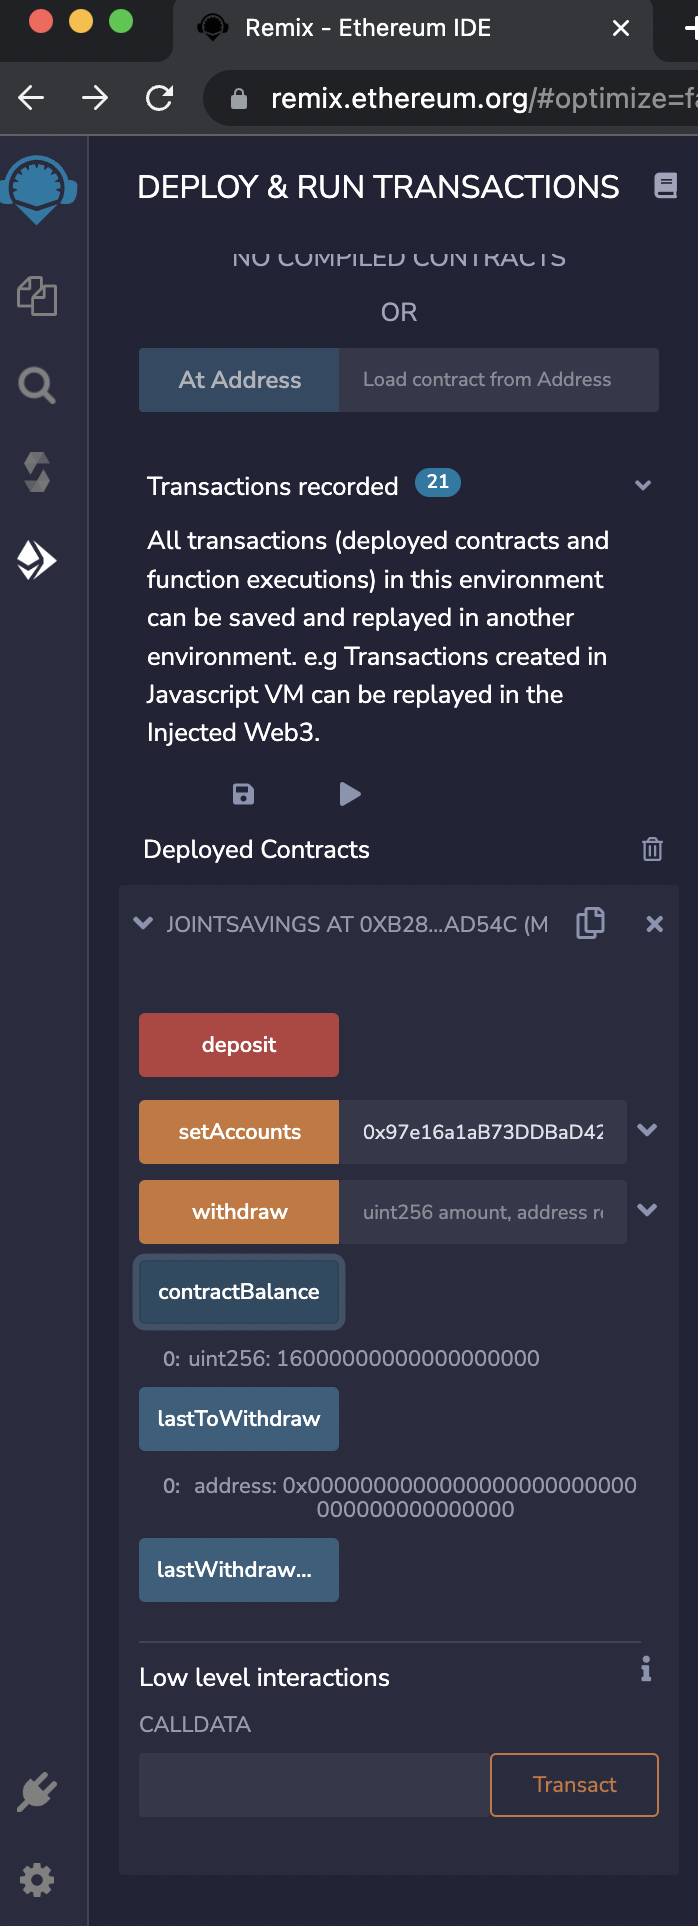 Remix - Ethereum IDE
remix.ethereum.org/#optimize=fa
DEPLOY & RUN TRANSACTIONS
NO COMPILED CONTRACTS
OR
At Address Load contract from Address
Transactions recorded 21
All transactions (deployed contracts and
function executions) in this environment
can be saved and replayed in another
environment. e.g Transactions created in
Javascript VM can be replayed in the
Injected Web3.
Deployed Contracts
JOINTSAVINGS AT 0XB28...AD54C (M
deposit
setAccounts 0x97e16a1aB73DDBaD42
withdraw uint256 amount, address re
contractBalance
0: uint256: 16000000000000000000
lastToWithdraw
0: address: 0x0000000000000000000000000
000000000000000
lastWithdraw...
Low level interactions
CALLDATA
Transact